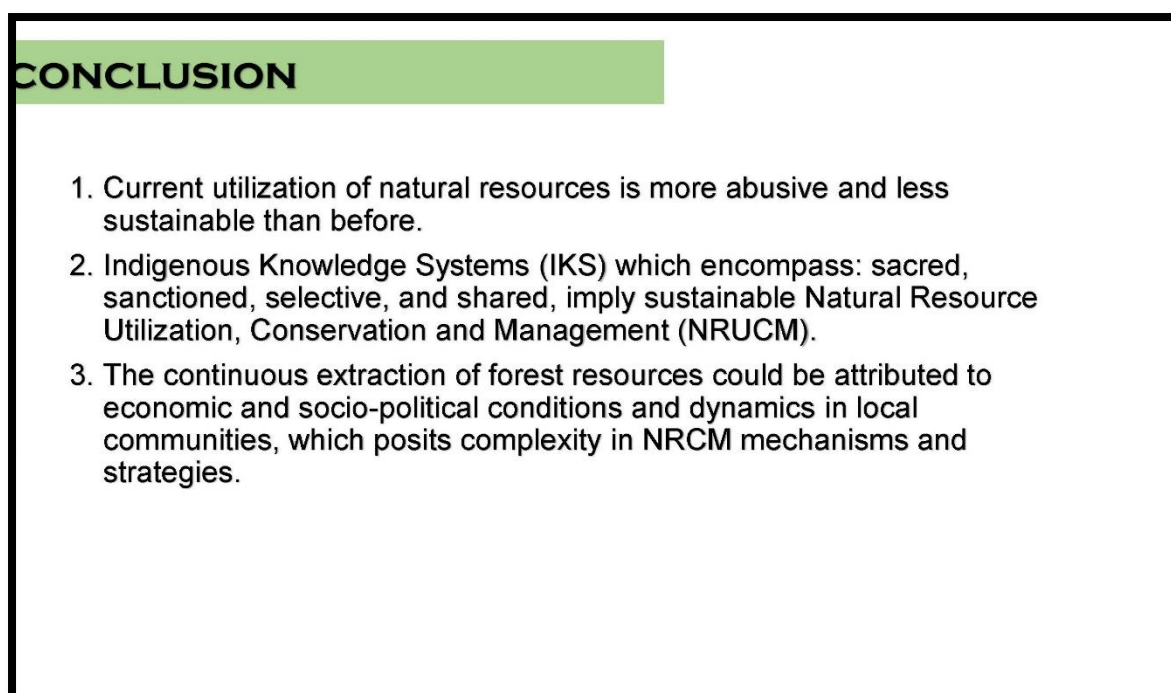 CONCLUSION
1. Current utilization of natural resources is more abusive and less
sustainable than before.
2. Indigenous Knowledge Systems (IKS) which encompass: sacred,
sanctioned, selective, and shared, imply sustainable Natural Resource
Utilization, Conservation and Management (NRUCM).
3. The continuous extraction of forest resources could be attributed to
economic and socio-political conditions and dynamics in local
communities, which posits complexity in NRCM mechanisms and
strategies.